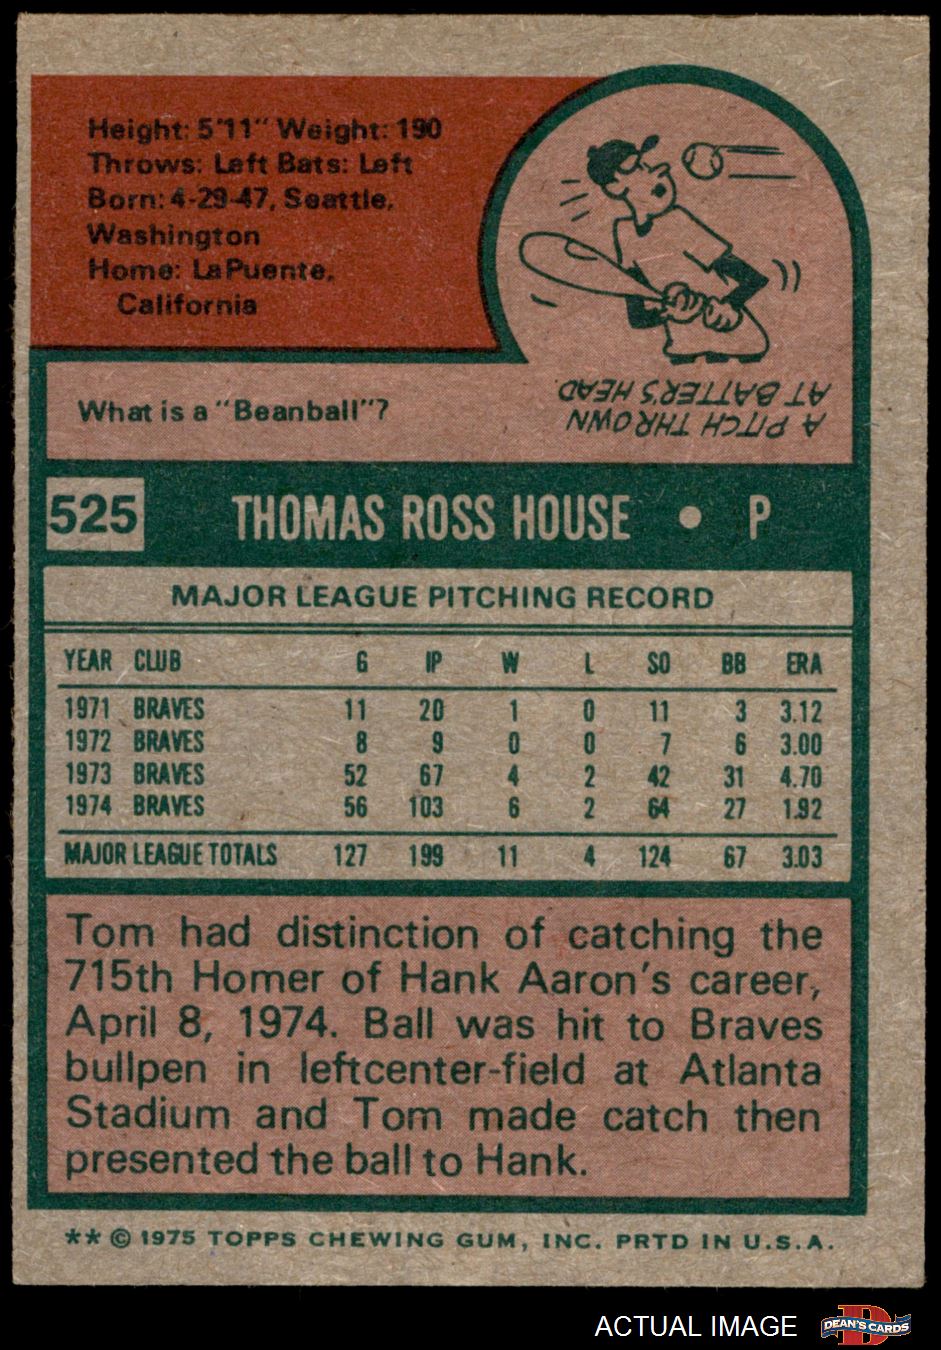 Height: 5'11" Weight: 190
Throws: Left Bats: Left
Born: 4-29-47, Seattle,
Washington
Home: LaPuente,
California
What is a "Beanball"?
A PITCH THROWN
AT BATTER'S HEAD.
525 THOMAS ROSS HOUSE • P
MAJOR LEAGUE PITCHING RECORD
YEAR CLUB G IP W L SO BB ERA
1971 BRAVES 11 20 1 0 11 3 3.12
1972 BRAVES 8 9 0 0 7 6 3.00
1973 BRAVES 52 67 4 2 42 31 4.70
1974 BRAVES 56 103 6 2 64 27 1.92
MAJOR LEAGUE TOTALS 127 199 11 4 124 67 3.03
Tom had distinction of catching the
715th Homer of Hank Aaron's career,
April 8, 1974. Ball was hit to Braves
bullpen in leftcenter-field at Atlanta
Stadium and Tom made catch then
presented the ball to Hank.
** © 1975 TOPPS CHEWING GUM, INC. PRTD IN U.S.A.
ACTUAL IMAGE
D
DEAN'S CARDS